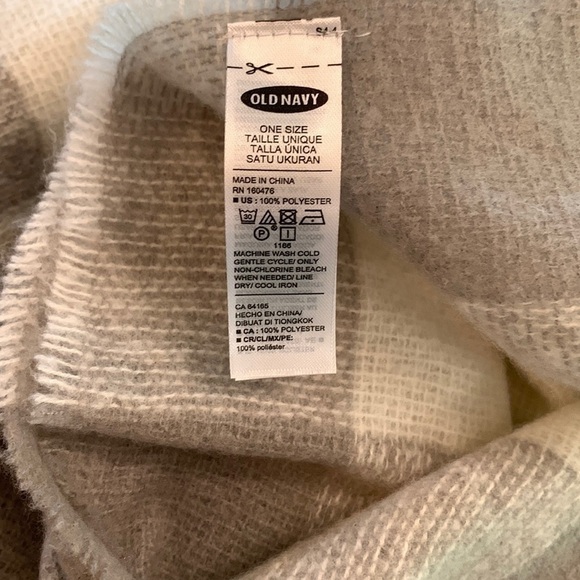 OLD NAVY
ONE SIZE
TAILLE UNIQUE
TALLA ÚNICA
SATU UKURAN
MADE IN CHINA
RN 160476
■ US : 100% POLYESTER
30
P
1166
MACHINE WASH COLD
GENTLE CYCLE/ ONLY
NON-CHLORINE BLEACH
WHEN NEEDED/ LINE
DRY/ COOL IRON
CA 64165
HECHO EN CHINA/
DIBUAT DI TIONGKOK
■ CA : 100% POLYESTER
■ CR/CL/MX/PE:
100% poliéster